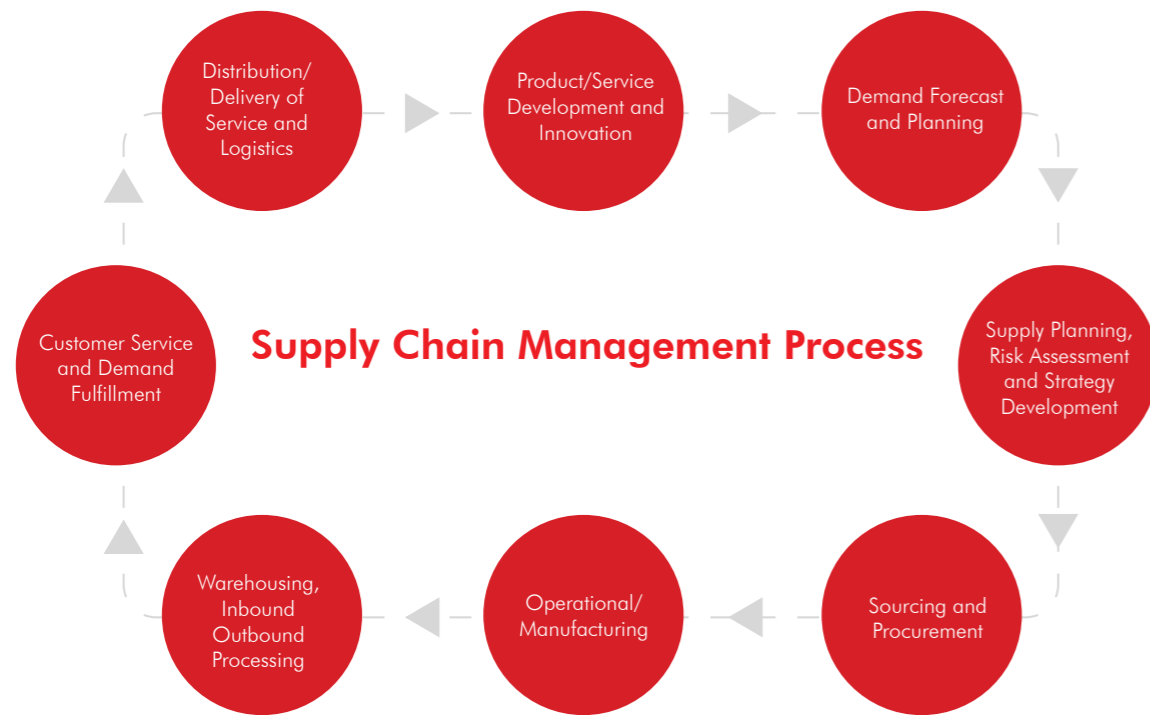 Distribution/
Delivery of
Service and
Logistics
Product/Service
Development and
Innovation
Demand Forecast
and Planning
Customer Service
and Demand
Fulfillment
Supply Chain Management Process
Supply Planning,
Risk Assessment
and Strategy
Development
Warehousing,
Inbound
Outbound
Processing
Operational/
Manufacturing
Sourcing and
Procurement